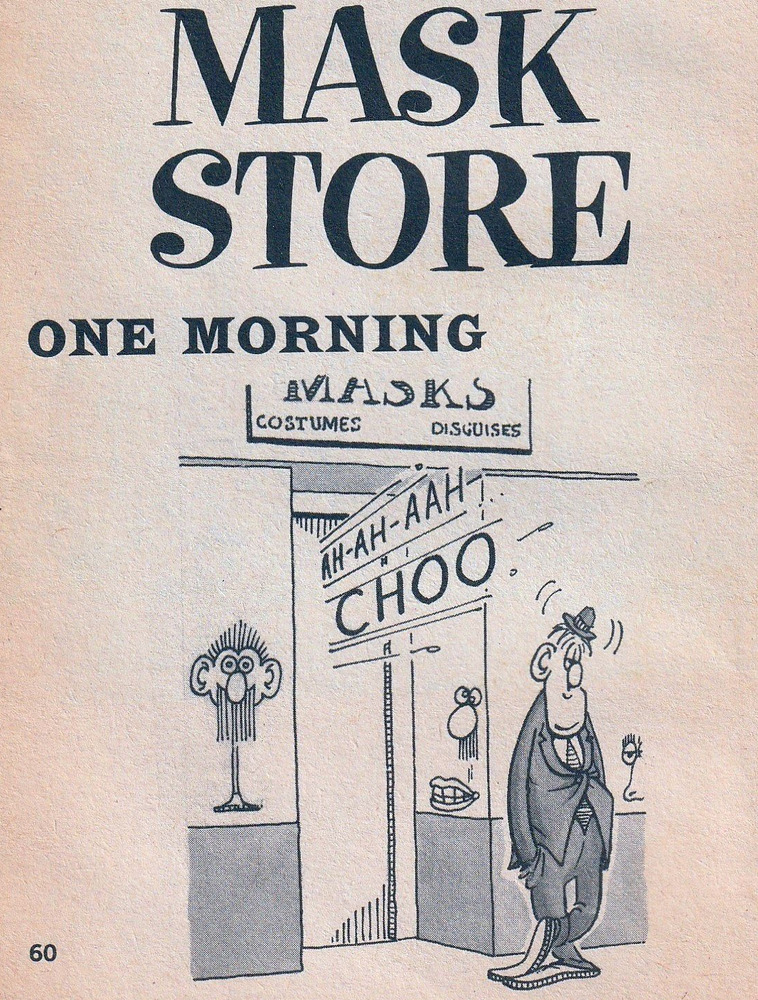 MASK
STORE
ONE MORNING
MASKS
COSTUMES DISGUISES
AH-AH-AAH-
CHOO
60